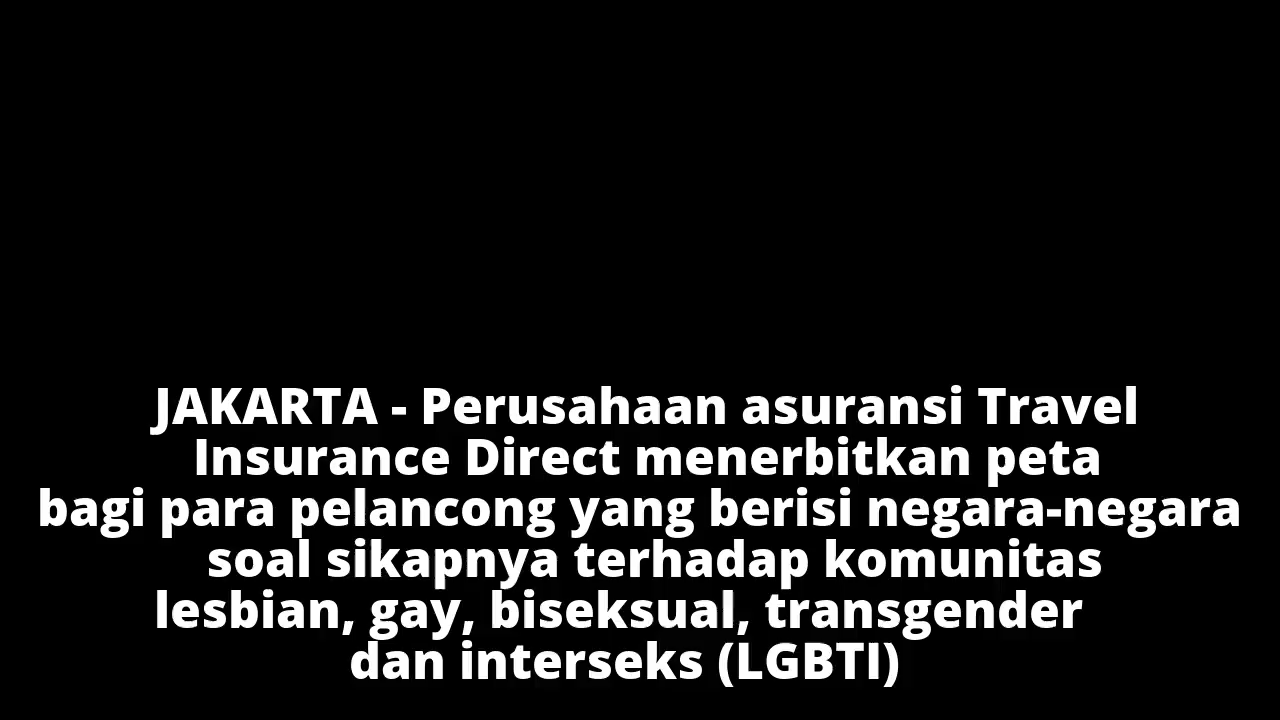 JAKARTA - Perusahaan asuransi Travel
Insurance Direct menerbitkan peta
bagi para pelancong yang berisi negara-negara
soal sikapnya terhadap komunitas
lesbian, gay, biseksual, transgender
dan interseks (LGBTI)